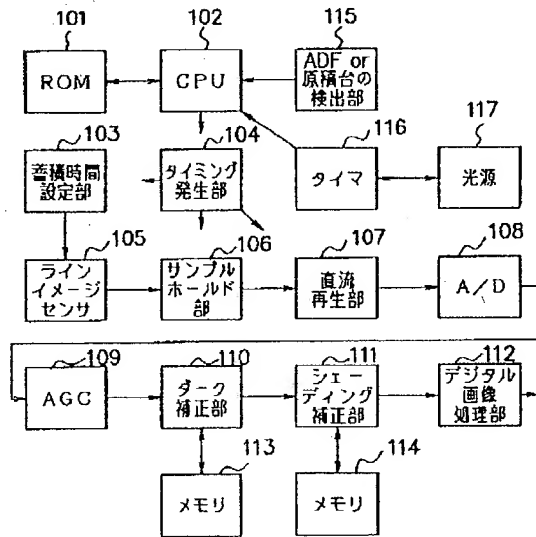 101
102
115
ROM
CPU
ADF or
原稿台の
検出部
103
104
116
117
蓄積時間
設定部
タイミング
発生部
タイマ
光源
105
106
107
108
ライン
イメージ
センサ
サンプル
ホールド
部
直流
再生部
A/D
109
110
111
112
AGC
ダーク
補正部
シェー
ディング
補正部
デジタル
画像
処理部
113
114
メモリ
メモリ